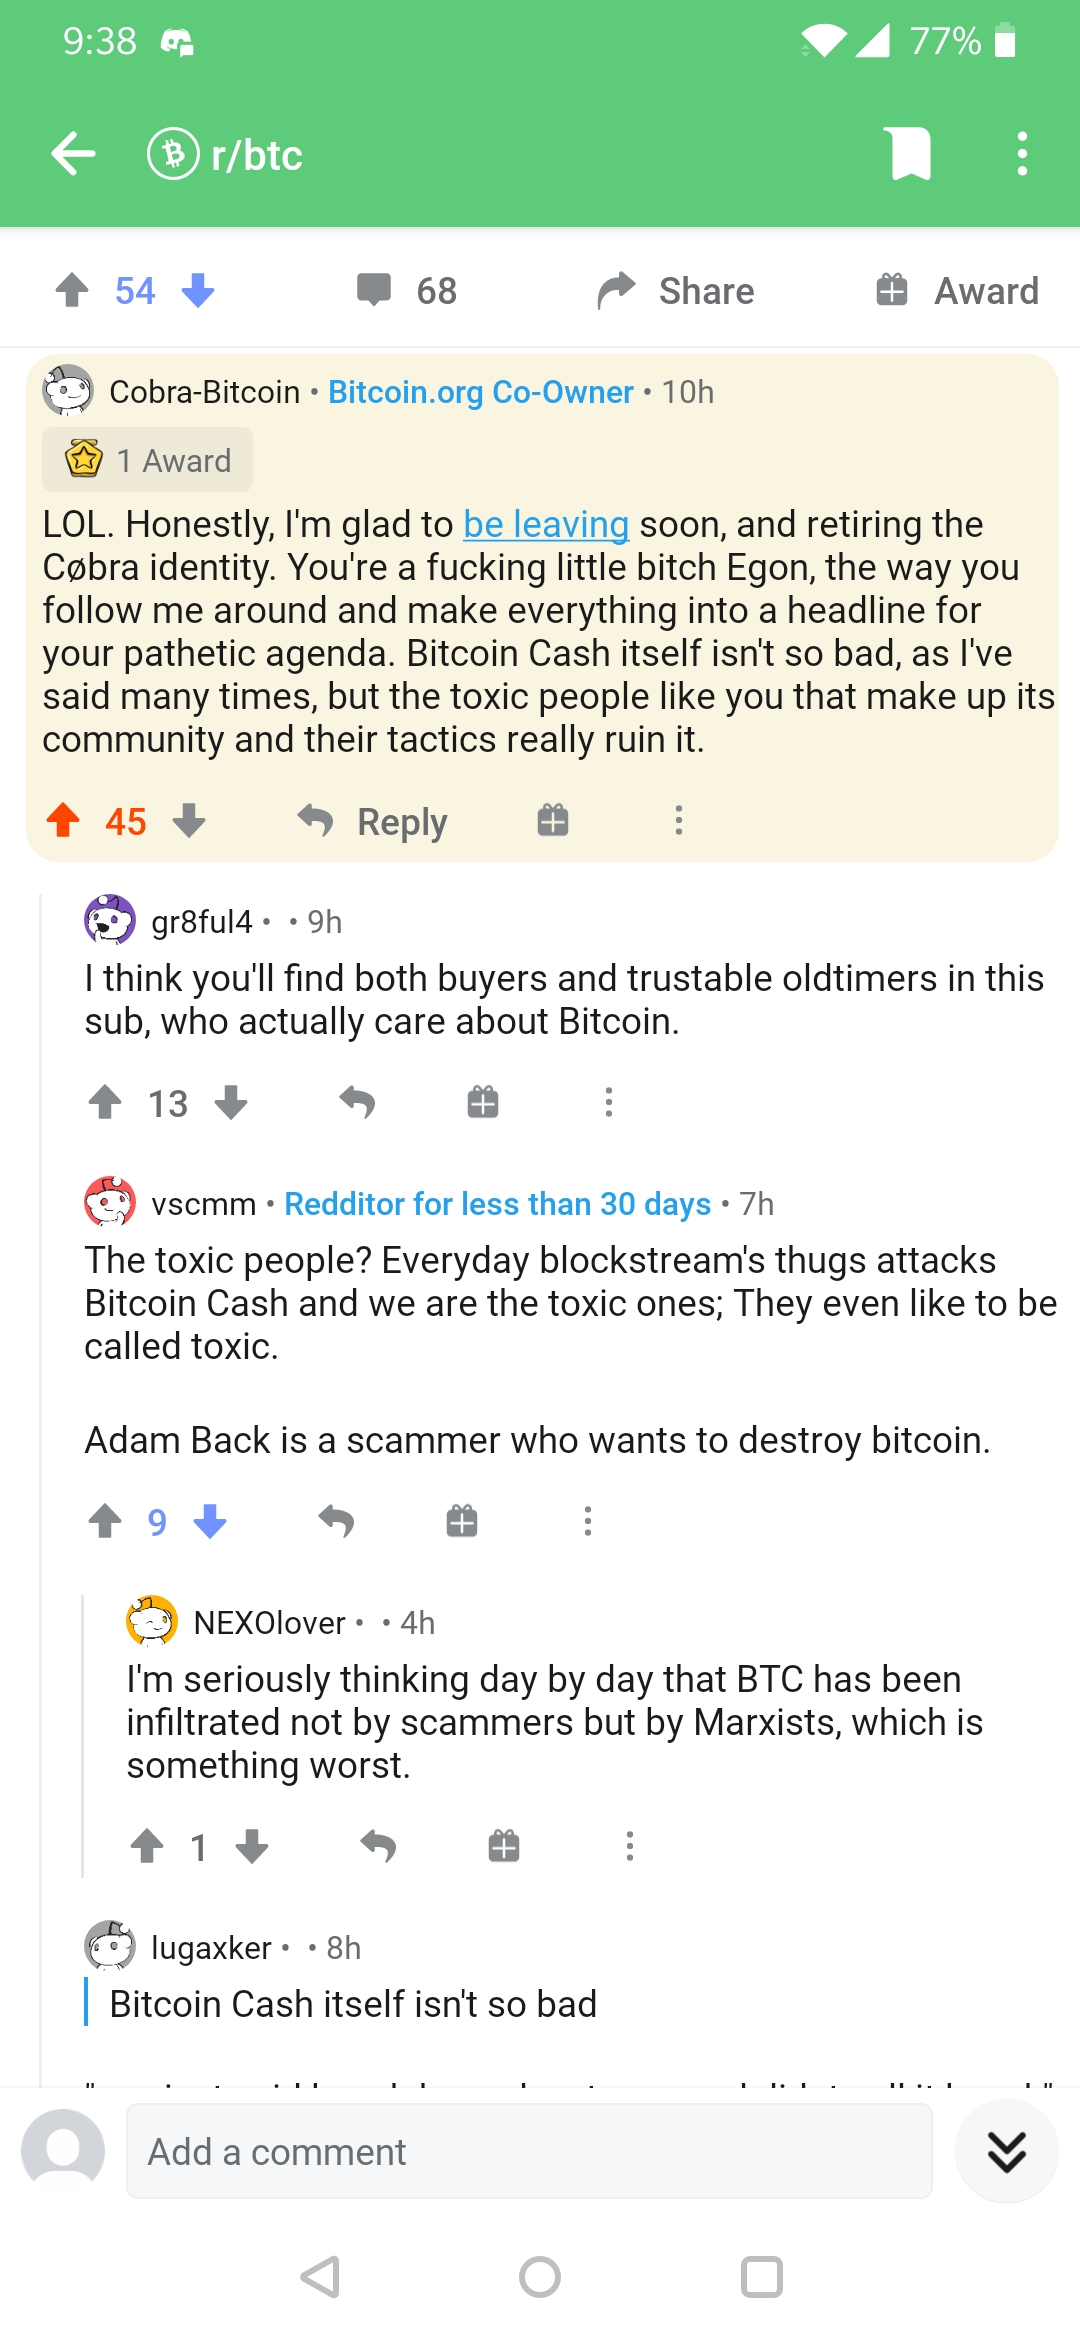 9:38
77%
r/btc
54
68
Share
Award
Cobra-Bitcoin • Bitcoin.org Co-Owner • 10h
1 Award
LOL. Honestly, I'm glad to be leaving soon, and retiring the
Cøbra identity. You're a fucking little bitch Egon, the way you
follow me around and make everything into a headline for
your pathetic agenda. Bitcoin Cash itself isn't so bad, as I've
said many times, but the toxic people like you that make up its
community and their tactics really ruin it.
45
Reply
gr8ful4 • • 9h
I think you'll find both buyers and trustable oldtimers in this
sub, who actually care about Bitcoin.
13
vscmm • Redditor for less than 30 days • 7h
The toxic people? Everyday blockstream's thugs attacks
Bitcoin Cash and we are the toxic ones; They even like to be
called toxic.
Adam Back is a scammer who wants to destroy bitcoin.
9
NEXOlover • • 4h
I'm seriously thinking day by day that BTC has been
infiltrated not by scammers but by Marxists, which is
something worst.
1
lugaxker • • 8h
Bitcoin Cash itself isn't so bad
Add a comment